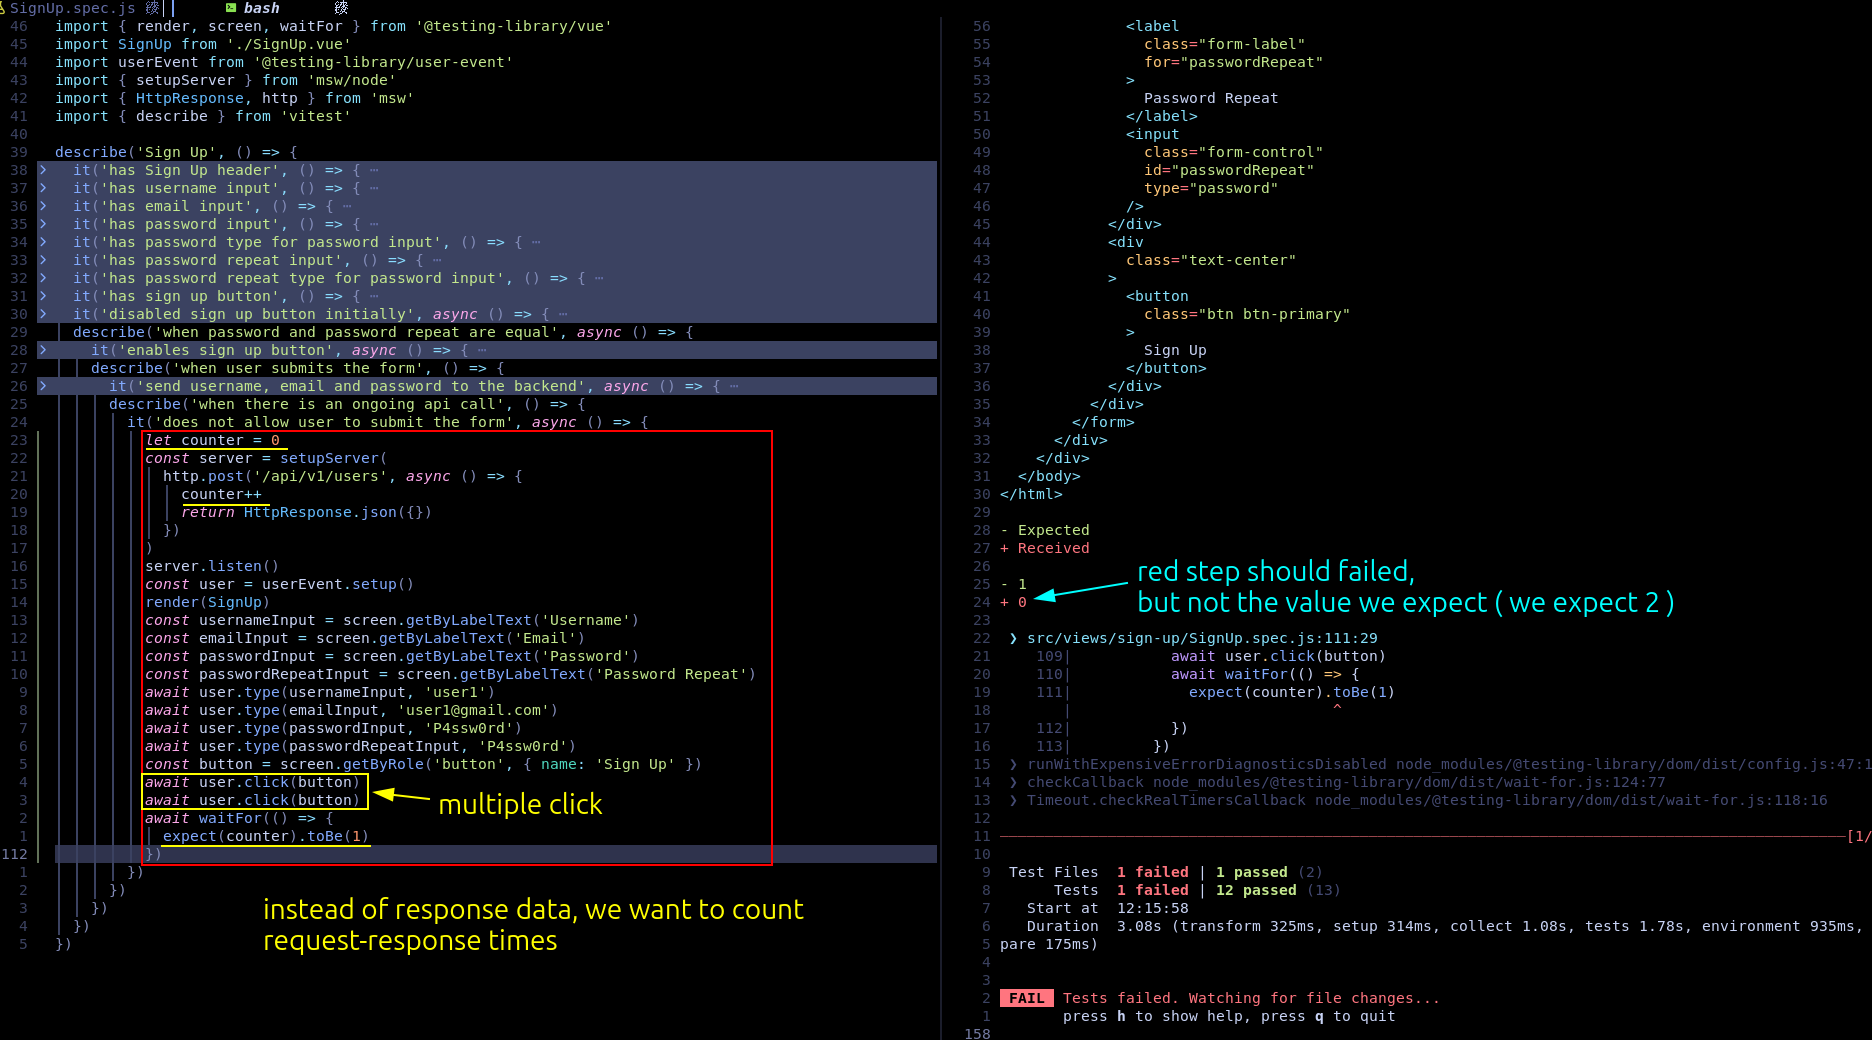 SignUp.spec.js
bash
46 import { render, screen, waitFor } from '@testing-library/vue'
45 import SignUp from './SignUp.vue'
44 import userEvent from '@testing-library/user-event'
43 import { setupServer } from 'msw/node'
42 import { HttpResponse, http } from 'msw'
41 import { describe } from 'vitest'
40
39 describe('Sign Up', () => {
38 > it('has Sign Up header', () => { ⋯
37 > it('has username input', () => { ⋯
36 > it('has email input', () => { ⋯
35 > it('has password input', () => { ⋯
34 > it('has password type for password input', () => { ⋯
33 > it('has password repeat input', () => { ⋯
32 > it('has password repeat type for password input', () => { ⋯
31 > it('has sign up button', () => { ⋯
30 > it('disabled sign up button initially', async () => { ⋯
29 describe('when password and password repeat are equal', async () => {
28 > it('enables sign up button', async () => { ⋯
27 describe('when user submits the form', () => {
26 > it('send username, email and password to the backend', async () => { ⋯
25 describe('when there is an ongoing api call', () => {
24 it('does not allow user to submit the form', async () => {
23 let counter = 0
22 const server = setupServer(
21 http.post('/api/v1/users', async () => {
20 counter++
19 return HttpResponse.json({})
18 })
17 )
16 server.listen()
15 const user = userEvent.setup()
14 render(SignUp)
13 const usernameInput = screen.getByLabelText('Username')
12 const emailInput = screen.getByLabelText('Email')
11 const passwordInput = screen.getByLabelText('Password')
10 const passwordRepeatInput = screen.getByLabelText('Password Repeat')
9 await user.type(usernameInput, 'user1')
8 await user.type(emailInput, 'user1@gmail.com')
7 await user.type(passwordInput, 'P4ssw0rd')
6 await user.type(passwordRepeatInput, 'P4ssw0rd')
5 const button = screen.getByRole('button', { name: 'Sign Up' })
4 await user.click(button)
3 await user.click(button)
multiple click
2 await waitFor(() => {
1 expect(counter).toBe(1)
112 })
1 })
2 })
3 })
4 })
5 })
instead of response data, we want to count
request-response times
56 <label
55 class="form-label"
54 for="passwordRepeat"
53 >
52 Password Repeat
51 </label>
50 <input
49 class="form-control"
48 id="passwordRepeat"
47 type="password"
46 />
45 </div>
44 <div
43 class="text-center"
42 >
41 <button
40 class="btn btn-primary"
39 >
38 Sign Up
37 </button>
36 </div>
35 </div>
34 </form>
33 </div>
32 </div>
31 </body>
30 </html>
29
28 - Expected
27 + Received
26
25 - 1
24 + 0
red step should failed,
but not the value we expect ( we expect 2 )
23
22 ❯ src/views/sign-up/SignUp.spec.js:111:29
21 109| await user.click(button)
20 110| await waitFor(() => {
19 111| expect(counter).toBe(1)
18 | ^
17 112| })
16 113| })
15 ❯ runWithExpensiveErrorDiagnosticsDisabled node_modules/@testing-library/dom/dist/config.js:47:1
14 ❯ checkCallback node_modules/@testing-library/dom/dist/wait-for.js:124:77
13 ❯ Timeout.checkRealTimersCallback node_modules/@testing-library/dom/dist/wait-for.js:118:16
12
11 [1/
10
9 Test Files 1 failed | 1 passed (2)
8 Tests 1 failed | 12 passed (13)
7 Start at 12:15:58
6 Duration 3.08s (transform 325ms, setup 314ms, collect 1.08s, tests 1.78s, environment 935ms,
5 pare 175ms)
4
3
2 FAIL Tests failed. Watching for file changes...
1 press h to show help, press q to quit
158